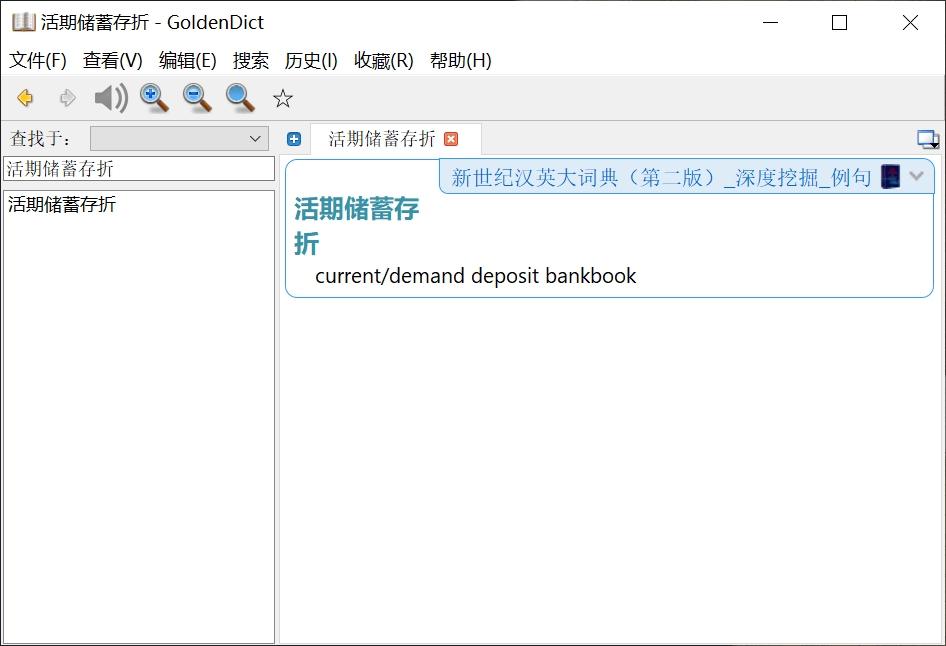 活期储蓄存折 - GoldenDict
文件(F) 查看(V) 编辑(E) 搜索 历史(I) 收藏(R) 帮助(H)
查找于：
活期储蓄存折
活期储蓄存折
活期储蓄存折
新世纪汉英大词典（第二版）_深度挖掘_例句
活期储蓄存
折
current/demand deposit bankbook